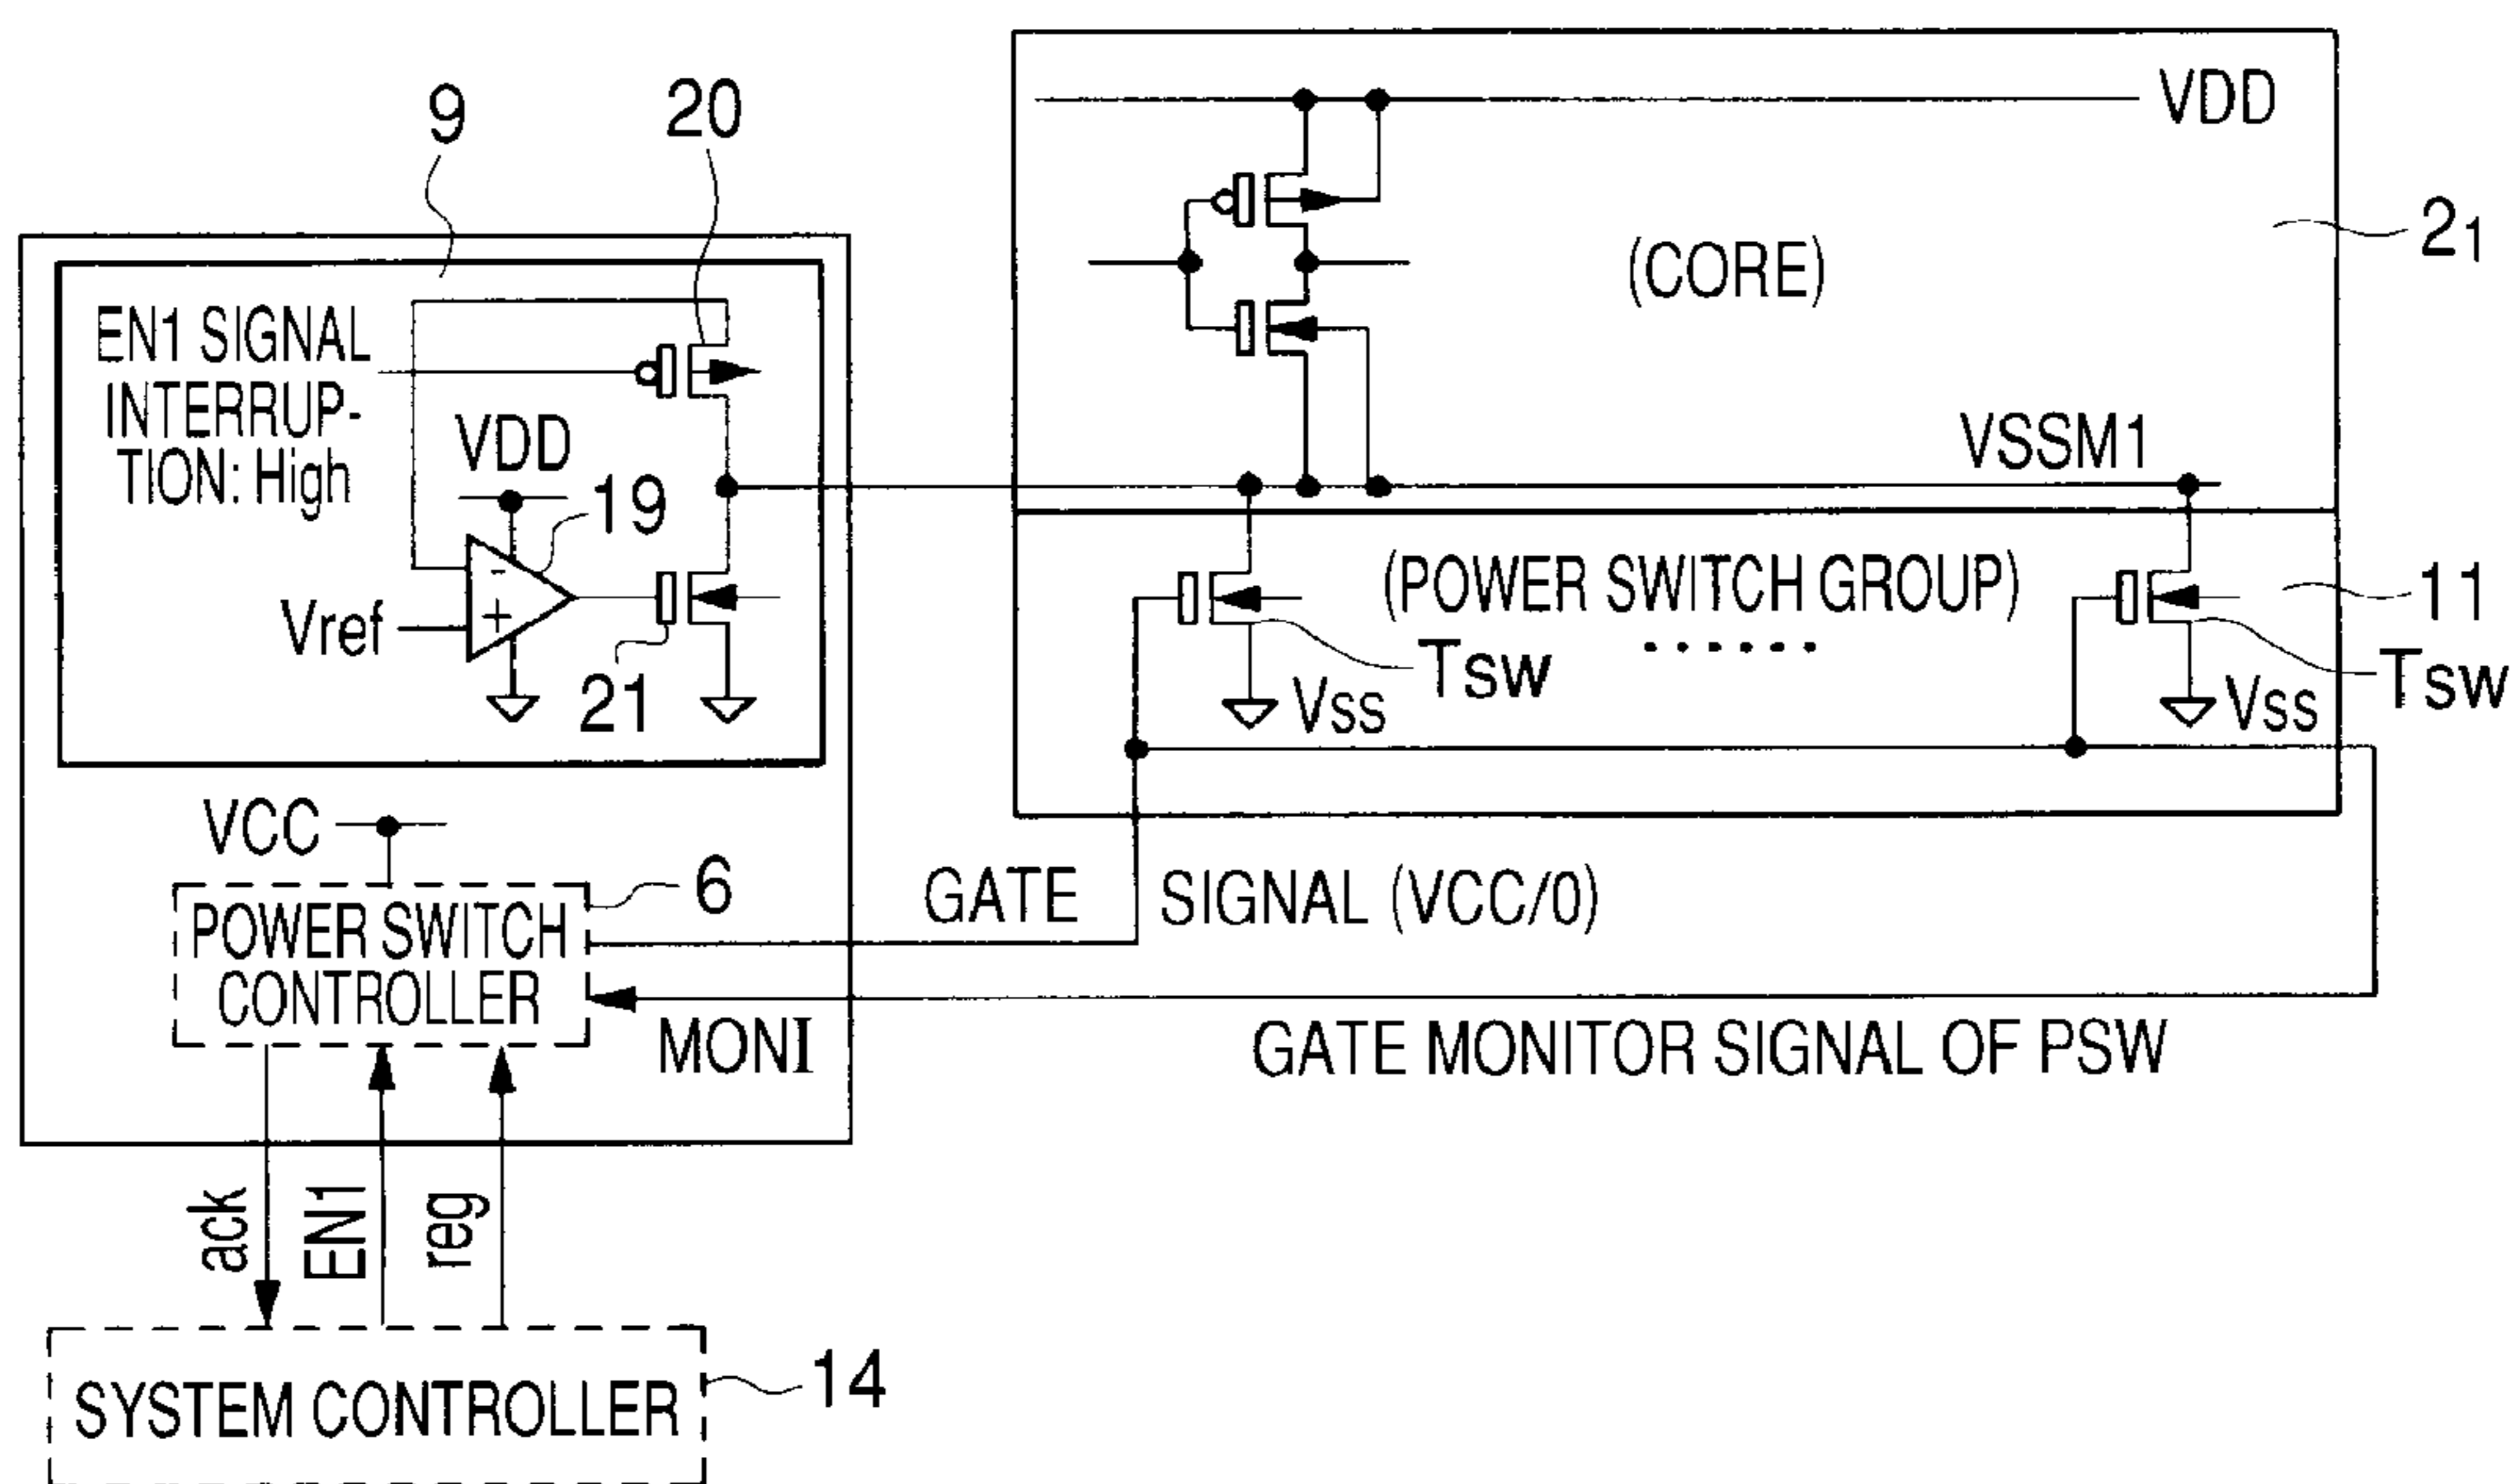 9
20
VDD
21
(CORE)
EN1 SIGNAL
INTERRUP-
TION: High
VDD
19
VSSM1
Vref
21
(POWER SWITCH GROUP)
11
TSW
......
TSW
VSS
VSS
VCC
6
POWER SWITCH
CONTROLLER
GATE SIGNAL (VCC/0)
MONI
GATE MONITOR SIGNAL OF PSW
ack
EN1
reg
SYSTEM CONTROLLER
14